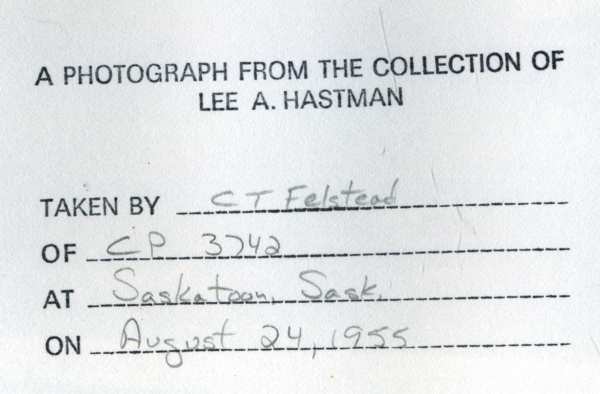 A PHOTOGRAPH FROM THE COLLECTION OF
LEE A. HASTMAN
TAKEN BY C T Felstead
OF CP 3742
AT Saskatoon, Sask.
ON August 24, 1955